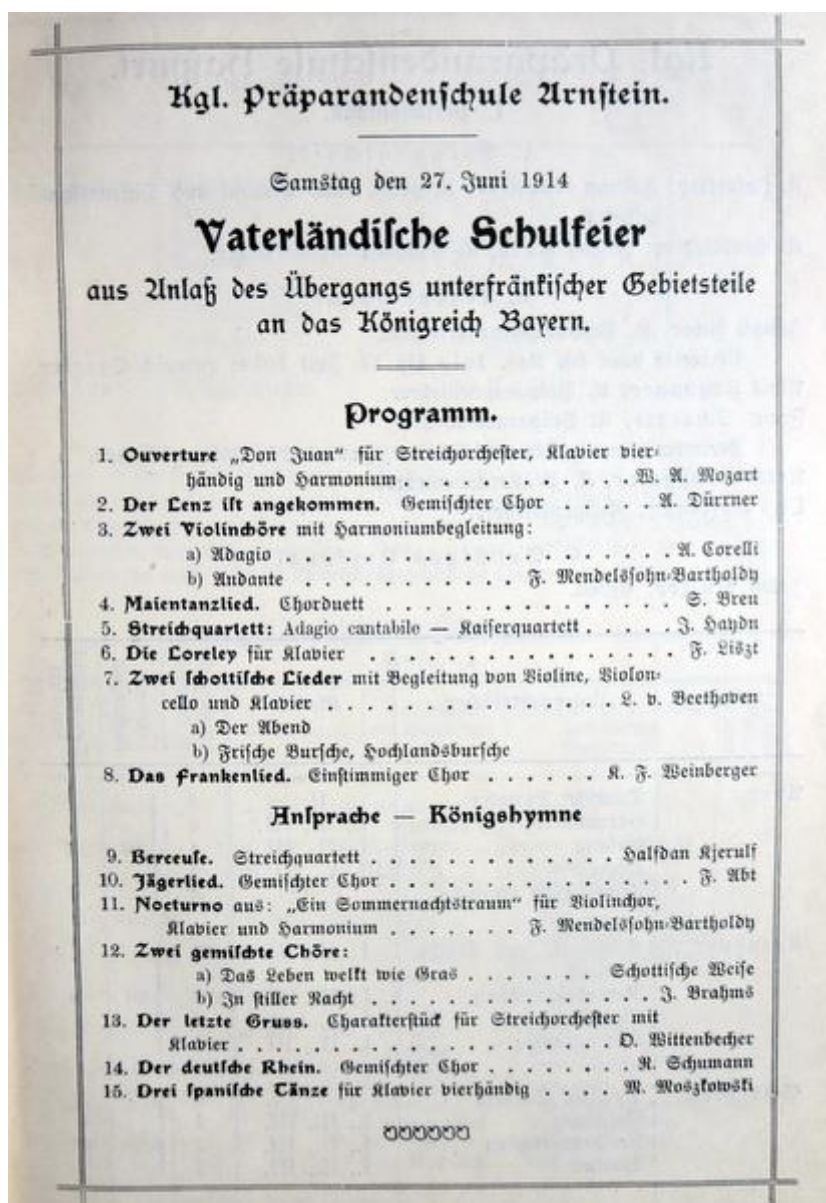 Kgl. Präparandenschule Arnstein.
Samstag den 27. Juni 1914
Vaterländische Schulfeier
aus Anlaß des Übergangs unterfränkischer Gebietsteile
an das Königreich Bayern.
Programm.
1. Ouverture „Don Juan“ für Streichorchester, Klavier vier-
händig und Harmonium . . . . . . . . . . . . W. A. Mozart
2. Der Lenz ist angekommen. Gemischter Chor . . . . . A. Dürrner
3. Zwei Violinchöre mit Harmoniumbegleitung:
a) Adagio . . . . . . . . . . . . . . . . . . . A. Corelli
b) Andante . . . . . . . . . . . F. Mendelssohn-Bartholdy
4. Maientanzlied. Chorduett . . . . . . . . . . . . . . . S. Breu
5. Streichquartett: Adagio cantabile — Kaiserquartett . . . . . J. Haydn
6. Die Loreley für Klavier . . . . . . . . . . . . . . . F. Liszt
7. Zwei schottische Lieder mit Begleitung von Violine, Violon-
cello und Klavier . . . . . . . . . . . . . . . L. v. Beethoven
a) Der Abend
b) Frische Bursche, Hochlandsbursche
8. Das Frankenlied. Einstimmiger Chor . . . . . . K. F. Weinberger
Ansprache — Königshymne
9. Berceuse. Streichquartett . . . . . . . . . . . . . Halfdan Kjerulf
10. Jägerlied. Gemischter Chor . . . . . . . . . . . . . . . . F. Abt
11. Nocturno aus: „Ein Sommernachtstraum“ für Violinchor,
Klavier und Harmonium . . . . . . . F. Mendelssohn-Bartholdy
12. Zwei gemischte Chöre:
a) Das Leben welkt wie Gras . . . . . . . Schottische Weise
b) In stiller Nacht . . . . . . . . . . . . . . . J. Brahms
13. Der letzte Gruss. Charakterstück für Streichorchester mit
Klavier . . . . . . . . . . . . . . . . . . . . O. Wittenbecher
14. Der deutsche Rhein. Gemischter Chor . . . . . . . . R. Schumann
15. Drei spanische Tänze für Klavier vierhändig . . . . M. Moszkowski